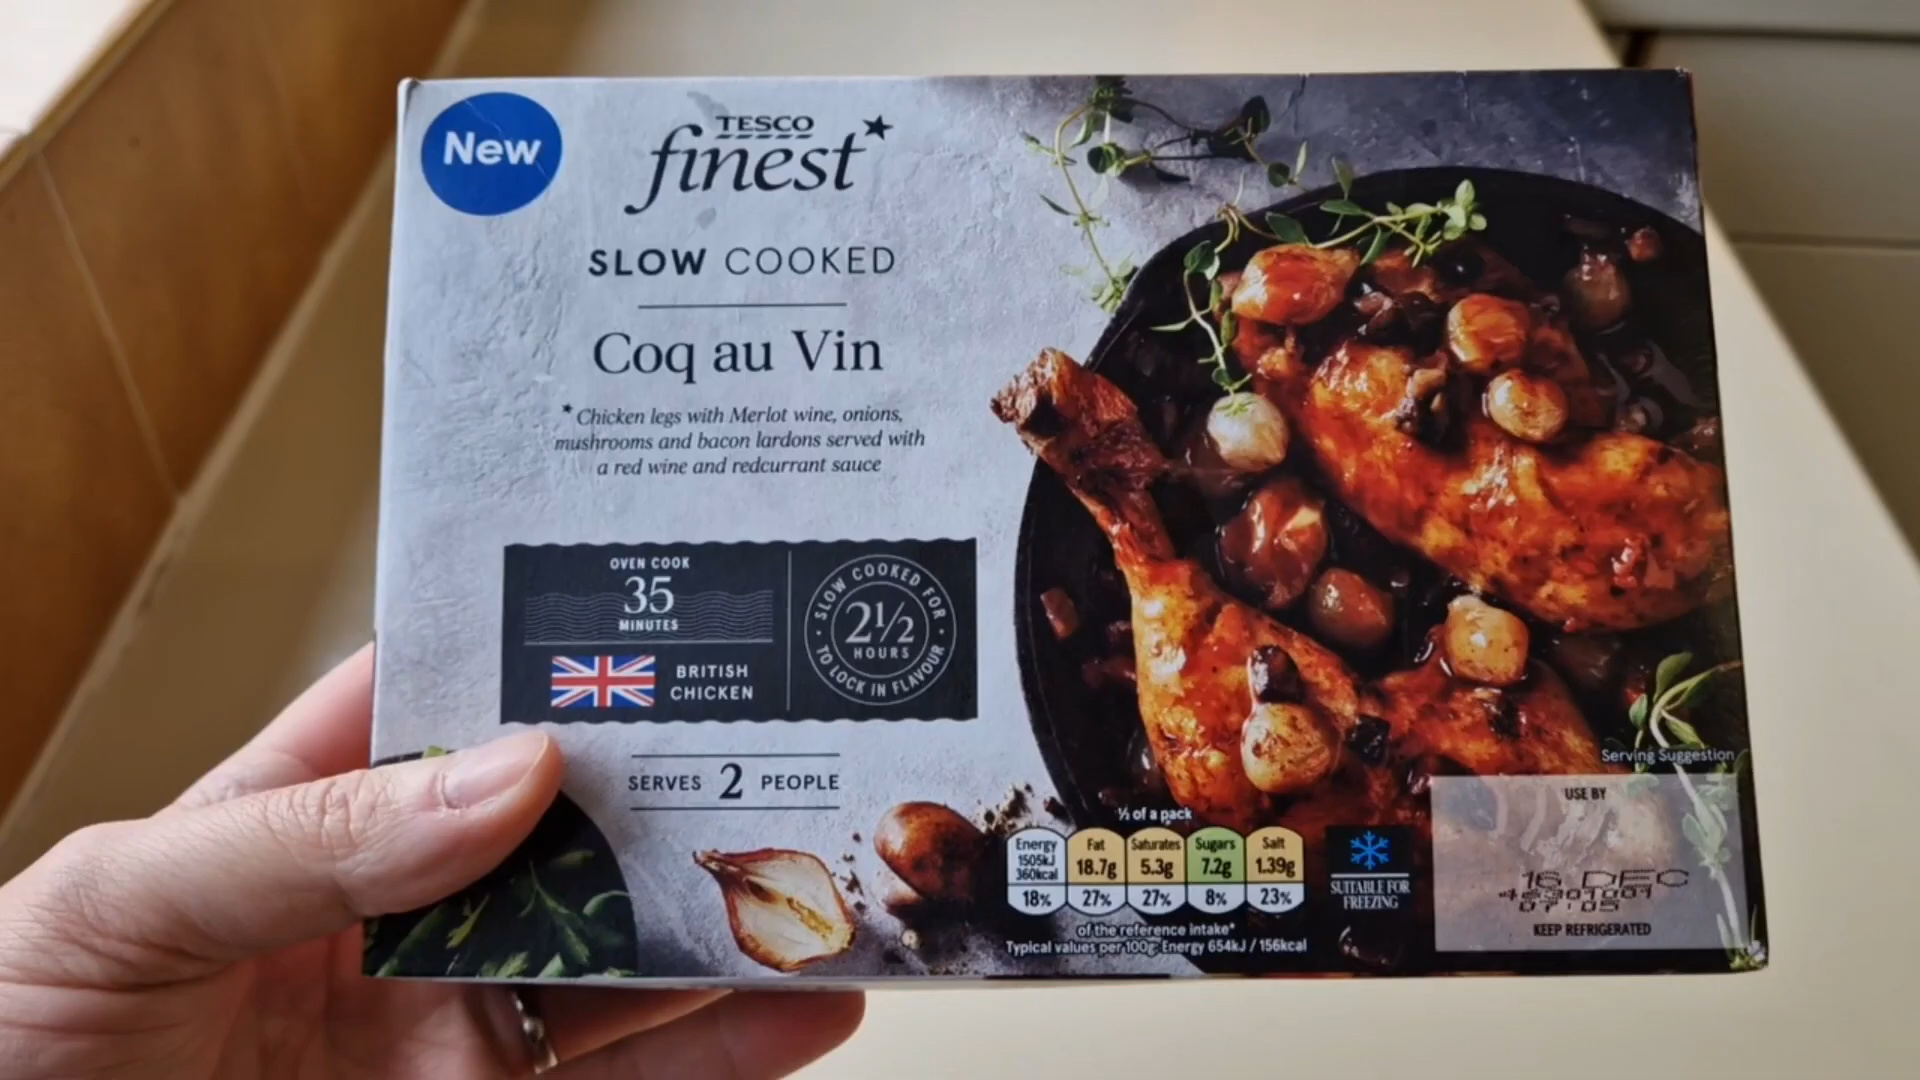 New
TESCO
finest*
SLOW COOKED
Coq au Vin
*Chicken legs with Merlot wine, onions,
mushrooms and bacon lardons served with
a red wine and redcurrant sauce
OVEN COOK
35
MINUTES
BRITISH
CHICKEN
SLOW COOKED FOR
2½
HOURS
TO LOCK IN FLAVOUR
SERVES 2 PEOPLE
Serving Suggestion
½ of a pack
Energy
1505kJ
360kcal
18%
Fat
18.7g
27%
Saturates
5.3g
27%
Sugars
7.2g
8%
Salt
1.39g
23%
of the reference intake*
Typical values per 100g: Energy 654kJ / 156kcal
SUITABLE FOR
FREEZING
USE BY
16 DEC
07:05
KEEP REFRIGERATED